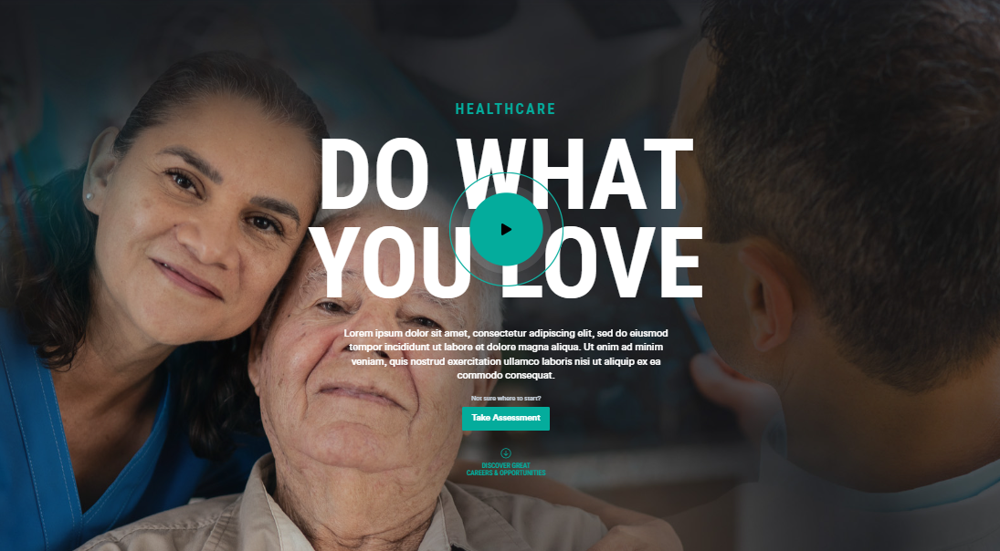 HEALTHCARE
DO WHAT
YOU LOVE
Lorem ipsum dolor sit amet, consectetur adipiscing elit, sed do eiusmod
tempor incididunt ut labore et dolore magna aliqua. Ut enim ad minim
veniam, quis nostrud exercitation ullamco laboris nisi ut aliquip ex ea
commodo consequat.
Not sure where to start?
Take Assessment
DISCOVER GREAT
CAREERS & OPPORTUNITIES